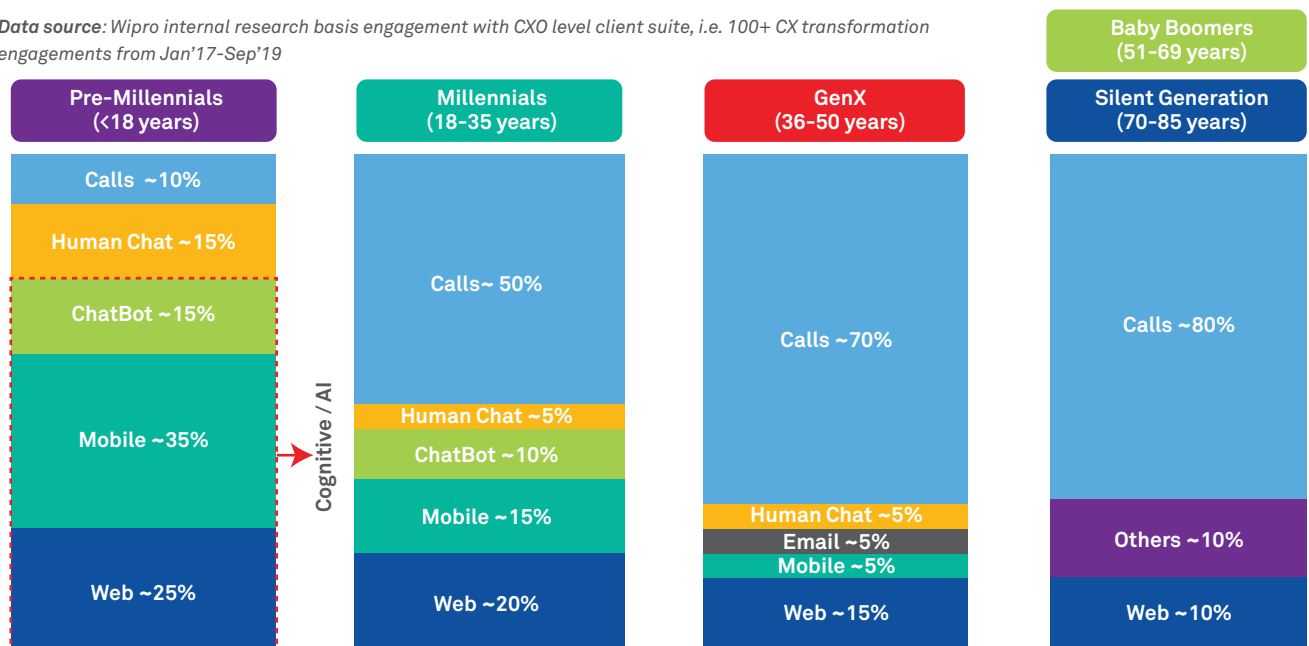 Data source: Wipro internal research basis engagement with CXO level client suite, i.e. 100+ CX transformation
engagements from Jan'17-Sep'19
Baby Boomers
(51-69 years)
Pre-Millennials
(<18 years)
Millennials
(18-35 years)
GenX
(36-50 years)
Silent Generation
(70-85 years)
Calls ~10%
Human Chat ~15%
ChatBot ~15%
Mobile ~35%
Web ~25%
Cognitive / AI
Calls~ 50%
Human Chat ~5%
ChatBot ~10%
Mobile ~15%
Web ~20%
Calls ~70%
Human Chat ~5%
Email ~5%
Mobile ~5%
Web ~15%
Calls ~80%
Others ~10%
Web ~10%